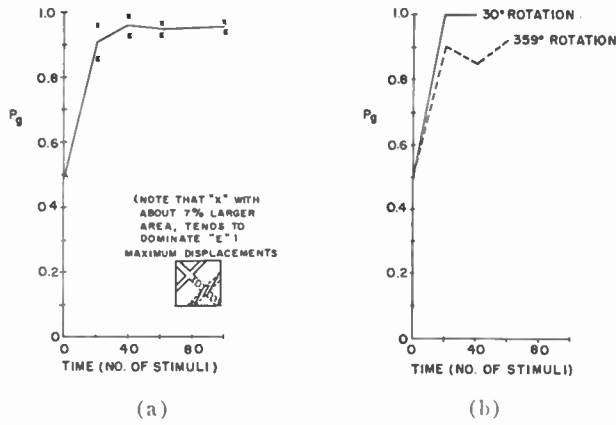 1.0
0.8
P_g
0.6
0.4
0.2
0
X
E
X
E
X
E
X
E
(NOTE THAT "X" WITH
ABOUT 7% LARGER
AREA, TENDS TO
DOMINATE "E")
MAXIMUM DISPLACEMENTS
0 40 80
TIME (NO. OF STIMULI)
(a)
1.0
0.8
P_g
0.6
0.4
0.2
0
30° ROTATION
359° ROTATION
0 40 80
TIME (NO. OF STIMULI)
(b)